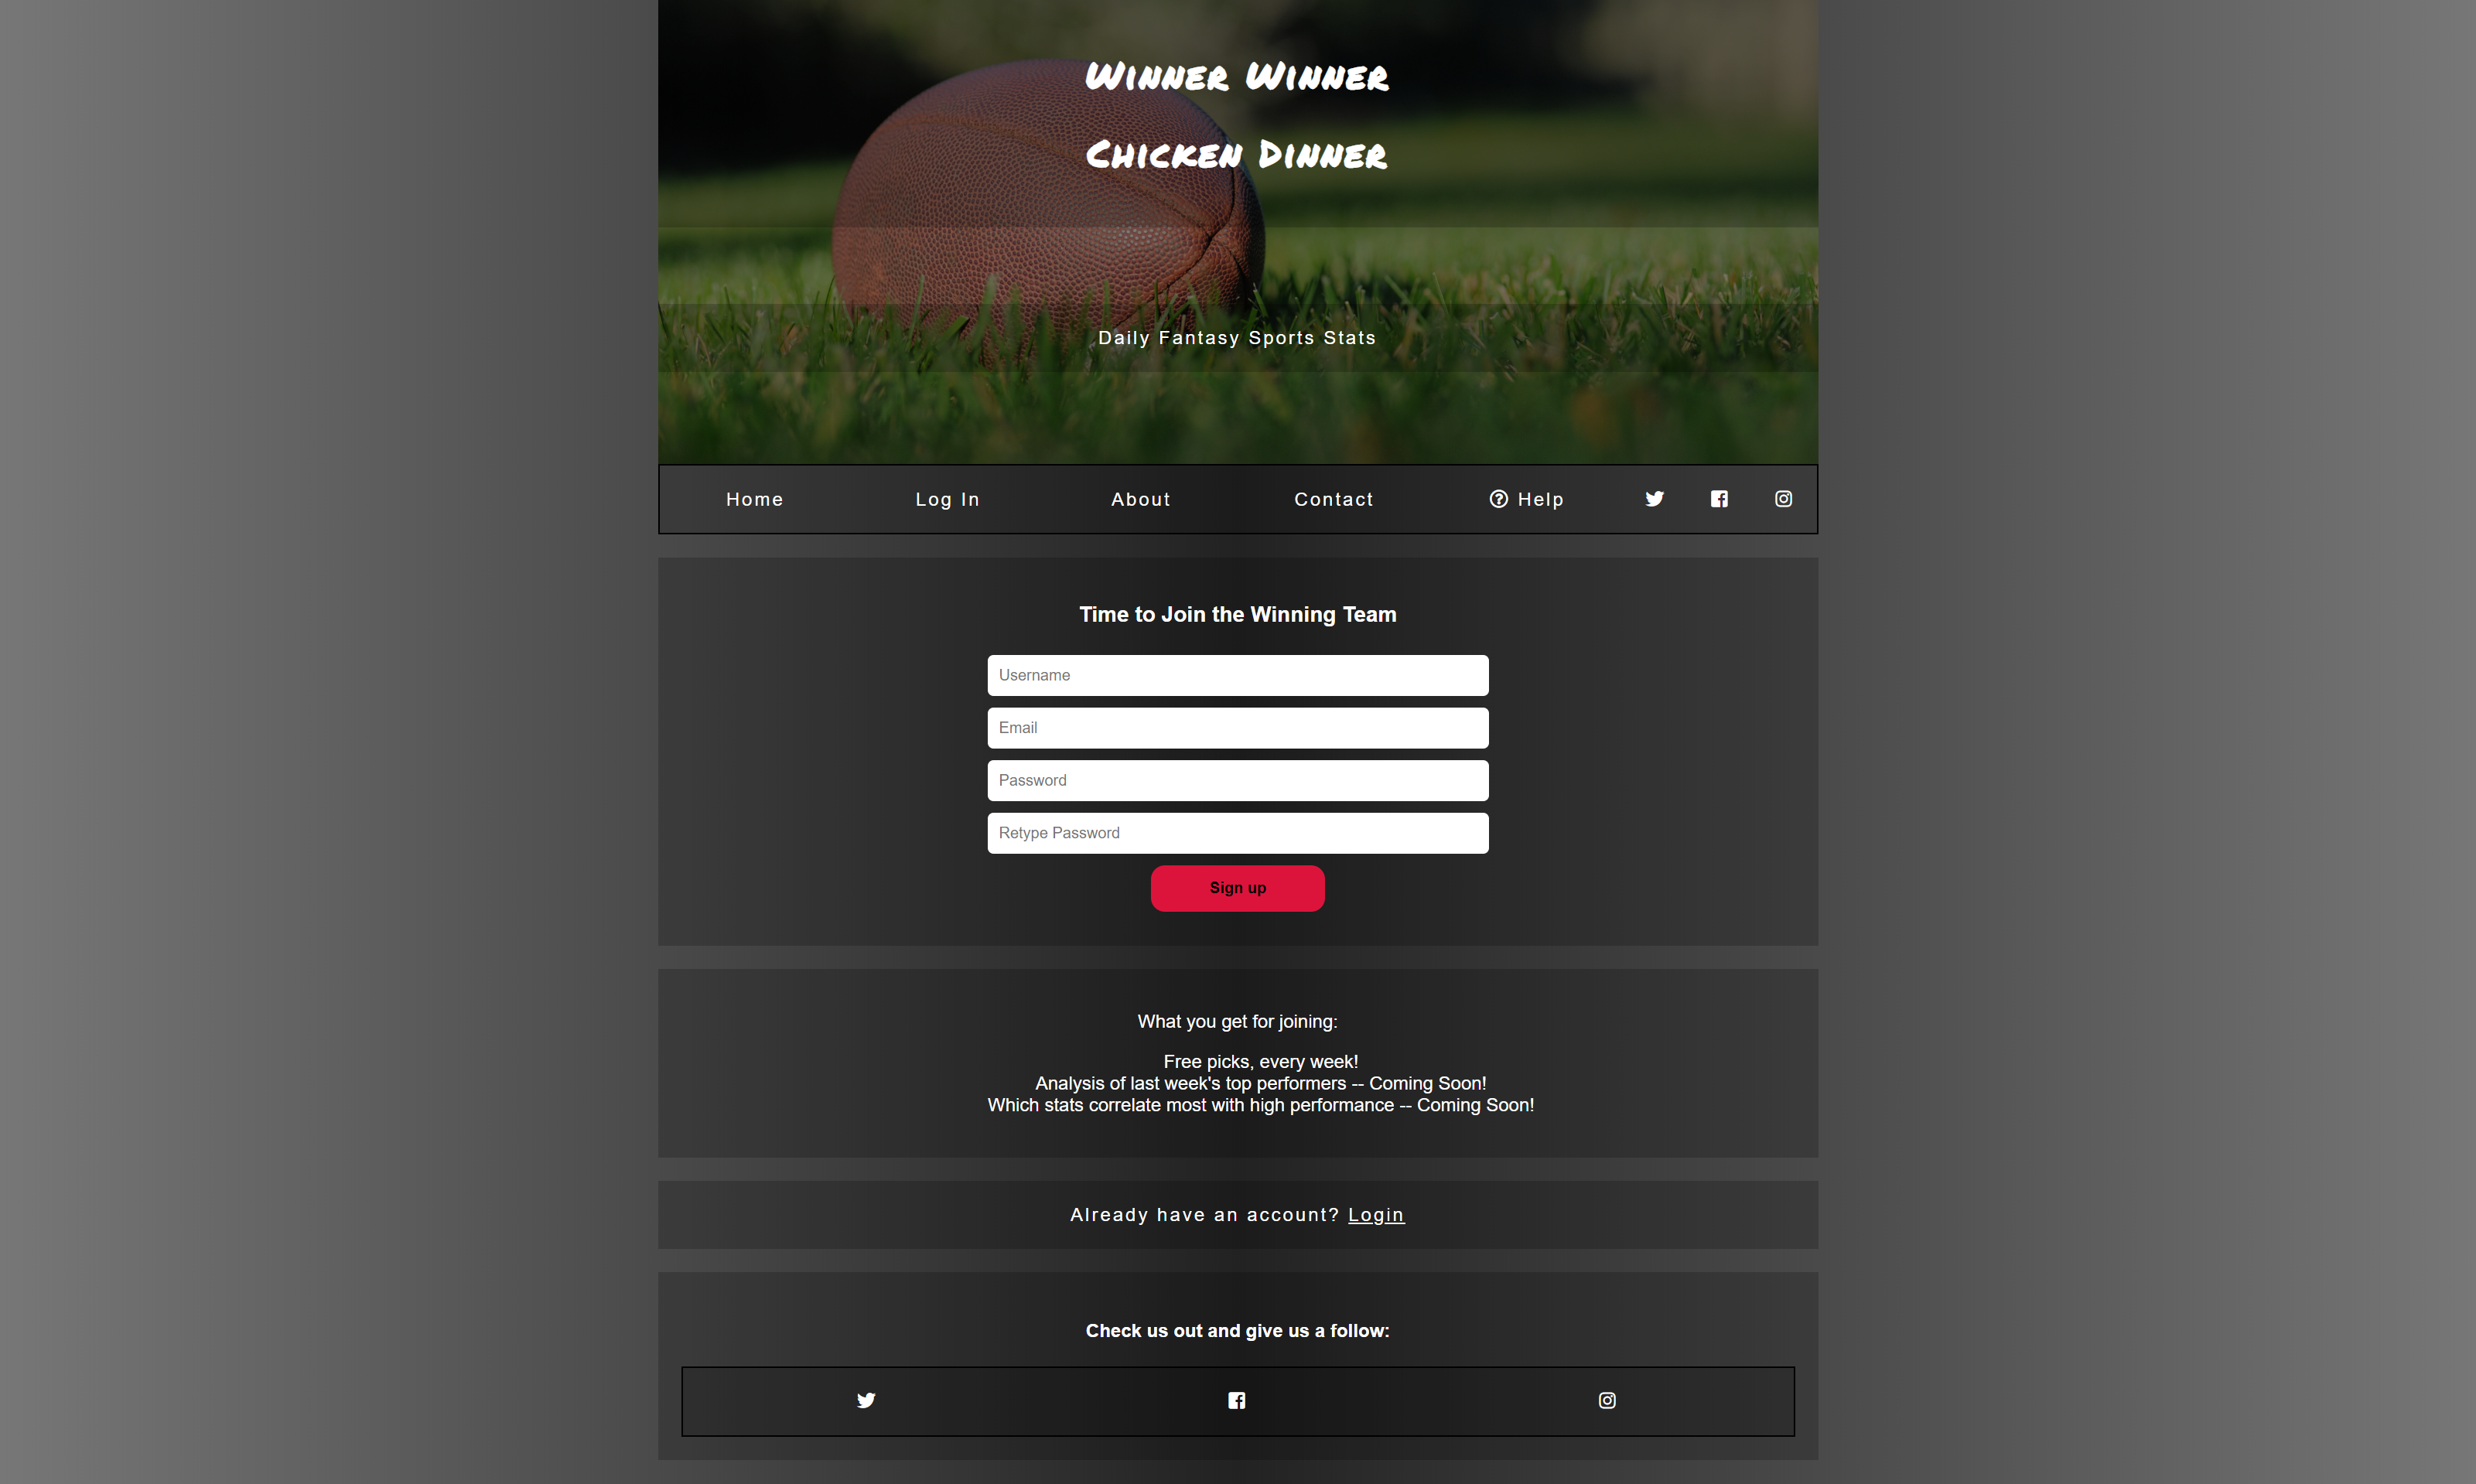 Winner Winner
Chicken Dinner
Daily Fantasy Sports Stats
Home Log In About Contact Help
Time to Join the Winning Team
Username
Email
Password
Retype Password
Sign up
What you get for joining:
Free picks, every week!
Analysis of last week's top performers -- Coming Soon!
Which stats correlate most with high performance -- Coming Soon!
Already have an account? Login
Check us out and give us a follow: